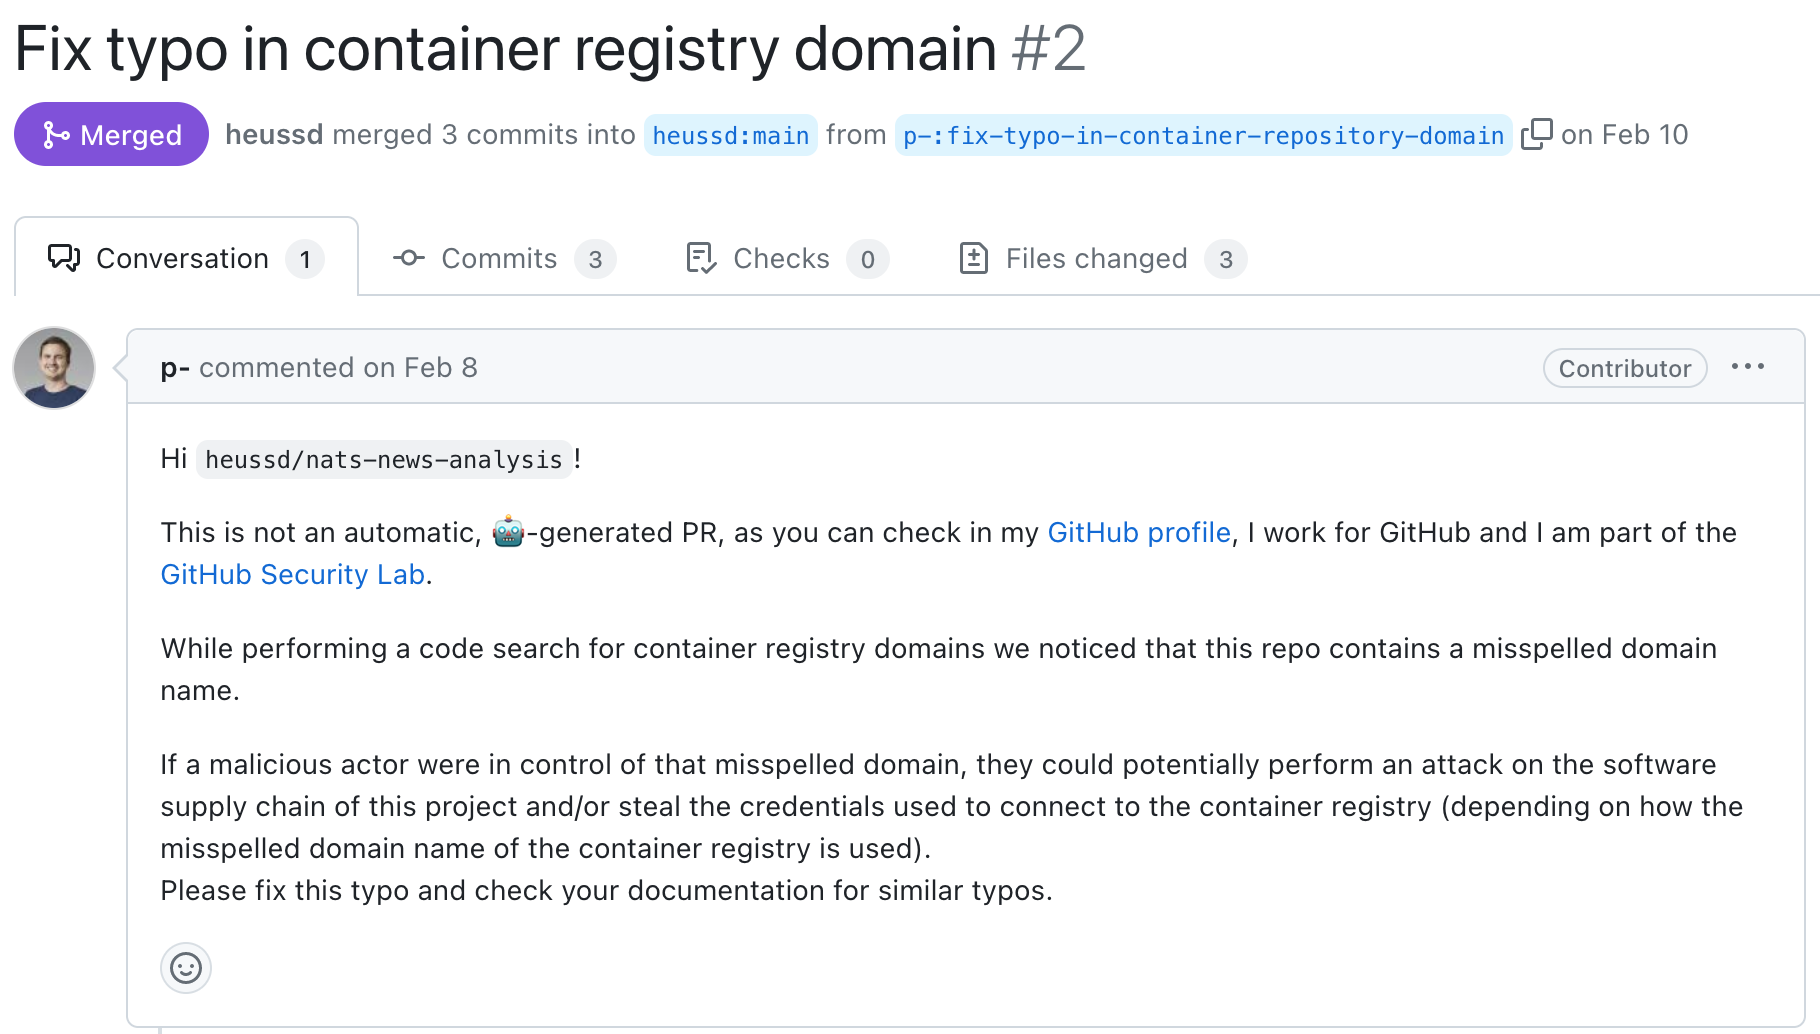 Fix typo in container registry domain #2
Merged heussd merged 3 commits into heussd:main from p-:fix-typo-in-container-repository-domain on Feb 10
Conversation 1 Commits 3 Checks 0 Files changed 3
p- commented on Feb 8 Contributor
Hi heussd/nats-news-analysis!
This is not an automatic, 🤖-generated PR, as you can check in my GitHub profile, I work for GitHub and I am part of the
GitHub Security Lab.
While performing a code search for container registry domains we noticed that this repo contains a misspelled domain
name.
If a malicious actor were in control of that misspelled domain, they could potentially perform an attack on the software
supply chain of this project and/or steal the credentials used to connect to the container registry (depending on how the
misspelled domain name of the container registry is used).
Please fix this typo and check your documentation for similar typos.